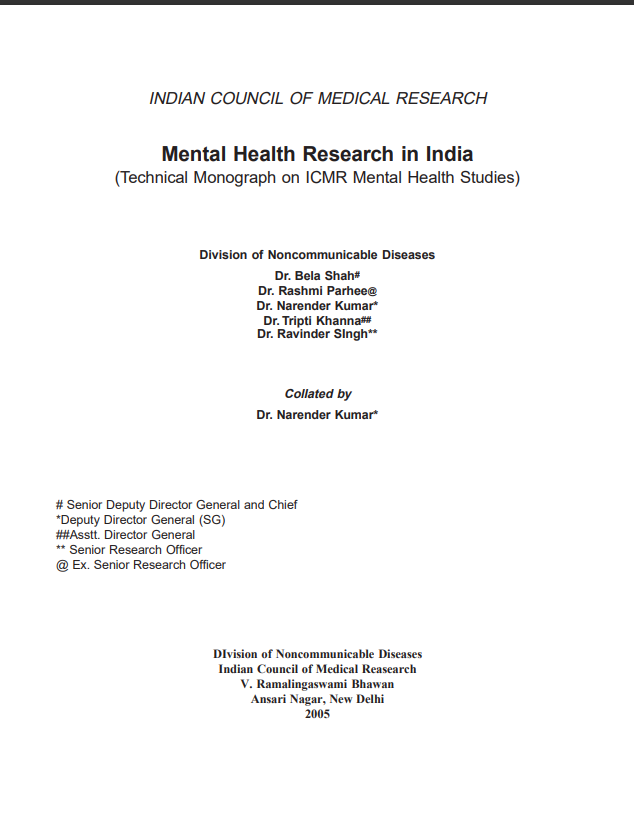 INDIAN COUNCIL OF MEDICAL RESEARCH
Mental Health Research in India
(Technical Monograph on ICMR Mental Health Studies)
Division of Noncommunicable Diseases
Dr. Bela Shah#
Dr. Rashmi Parhee@
Dr. Narender Kumar*
Dr. Tripti Khanna##
Dr. Ravinder SIngh**
Collated by
Dr. Narender Kumar*
# Senior Deputy Director General and Chief
*Deputy Director General (SG)
##Asstt. Director General
** Senior Research Officer
@ Ex. Senior Research Officer
DIvision of Noncommunicable Diseases
Indian Council of Medical Reasearch
V. Ramalingaswami Bhawan
Ansari Nagar, New Delhi
2005